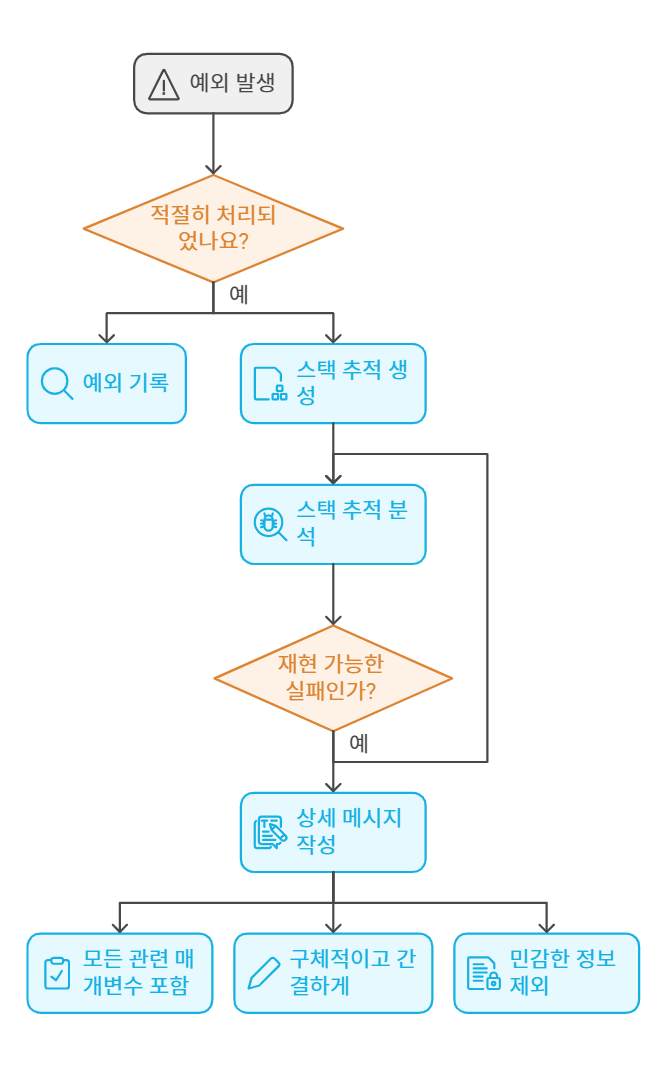 예외 발생
적절히 처리되
었나요?
예
예외 기록
스택 추적 생
성
스택 추적 분
석
재현 가능한
실패인가?
예
상세 메시지
작성
모든 관련 매
개변수 포함
구체적이고 간
결하게
민감한 정보
제외